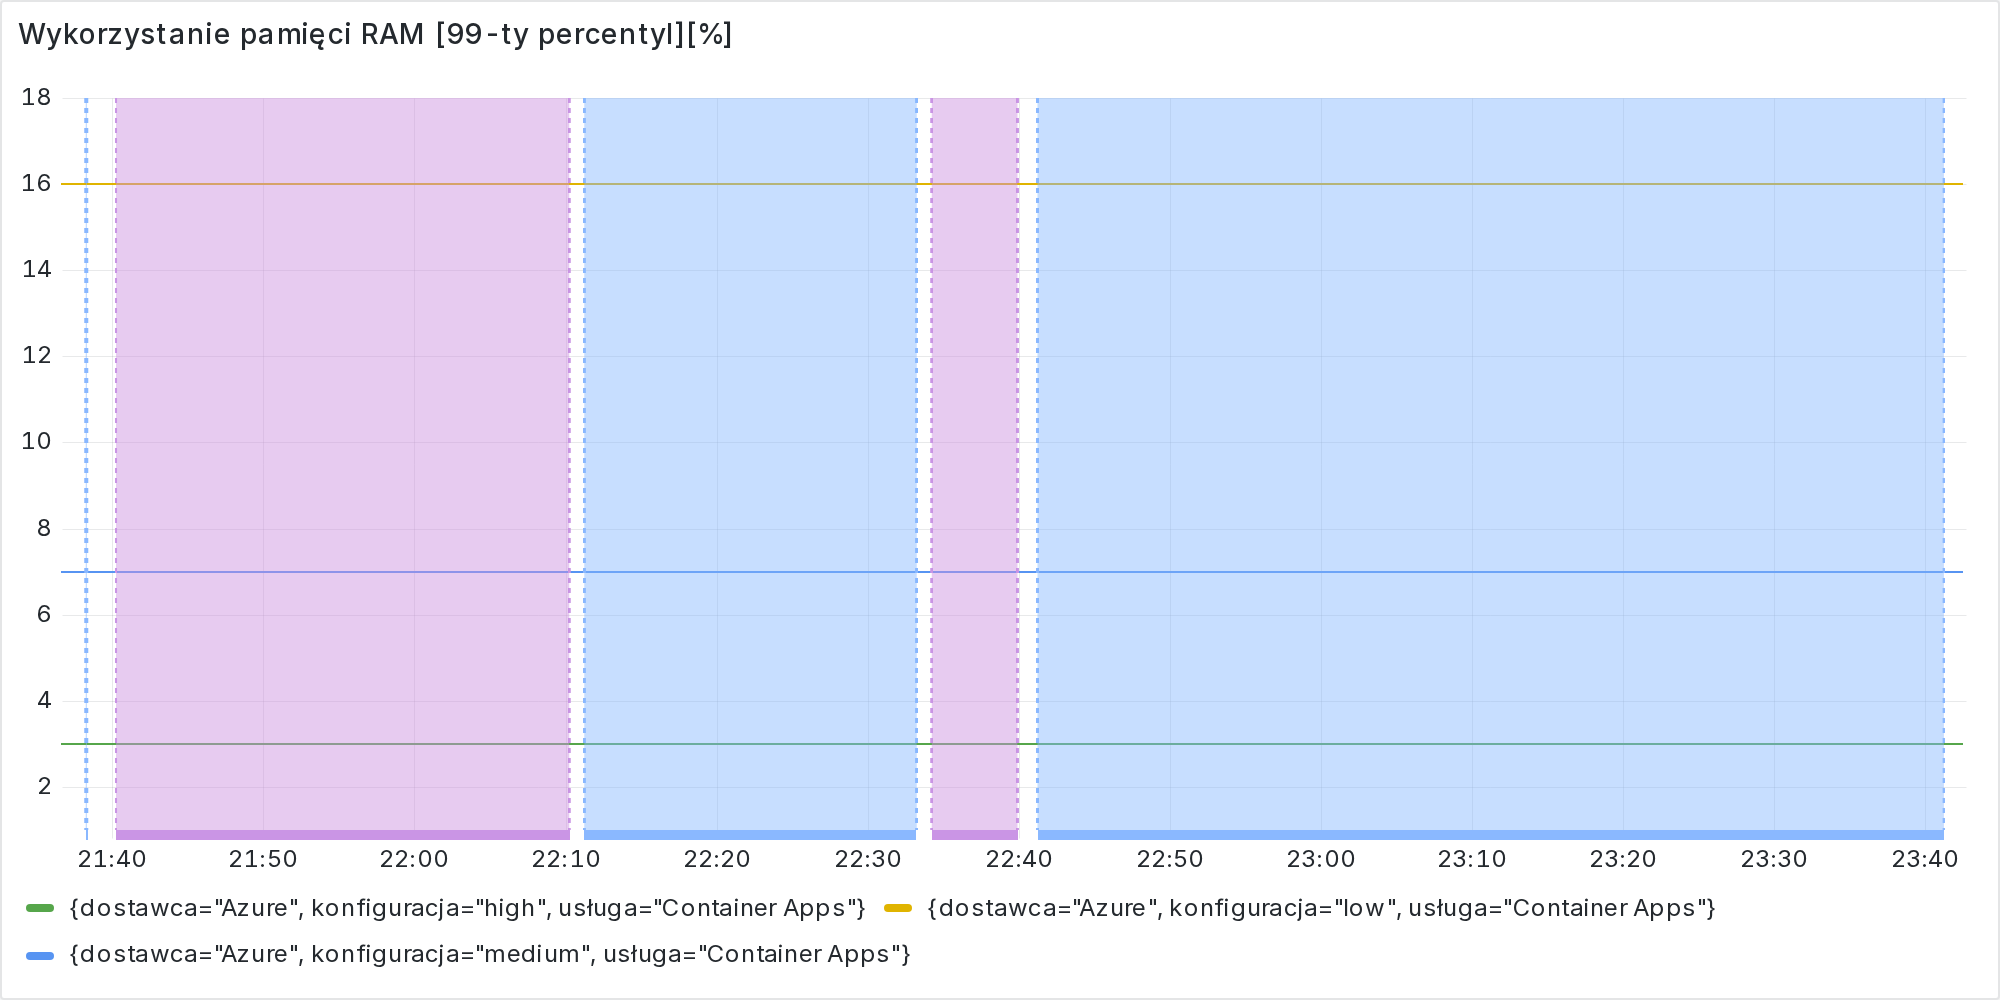 Wykorzystanie pamięci RAM [99-ty percentyl][%]
18
16
14
12
10
8
6
4
2
21:40 21:50 22:00 22:10 22:20 22:30 22:40 22:50 23:00 23:10 23:20 23:30 23:40
{dostawca="Azure", konfiguracja="high", usługa="Container Apps"} {dostawca="Azure", konfiguracja="low", usługa="Container Apps"}
{dostawca="Azure", konfiguracja="medium", usługa="Container Apps"}